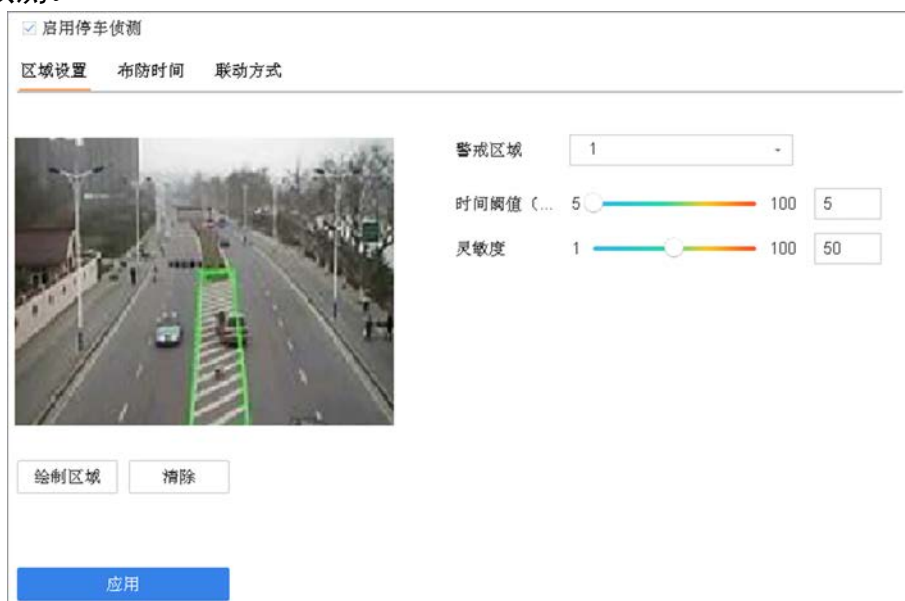 启用停车侦测
区域设置 布防时间 联动方式
警戒区域 1
时间阈值（... 5 100 5
灵敏度 1 100 50
绘制区域 清除
应用